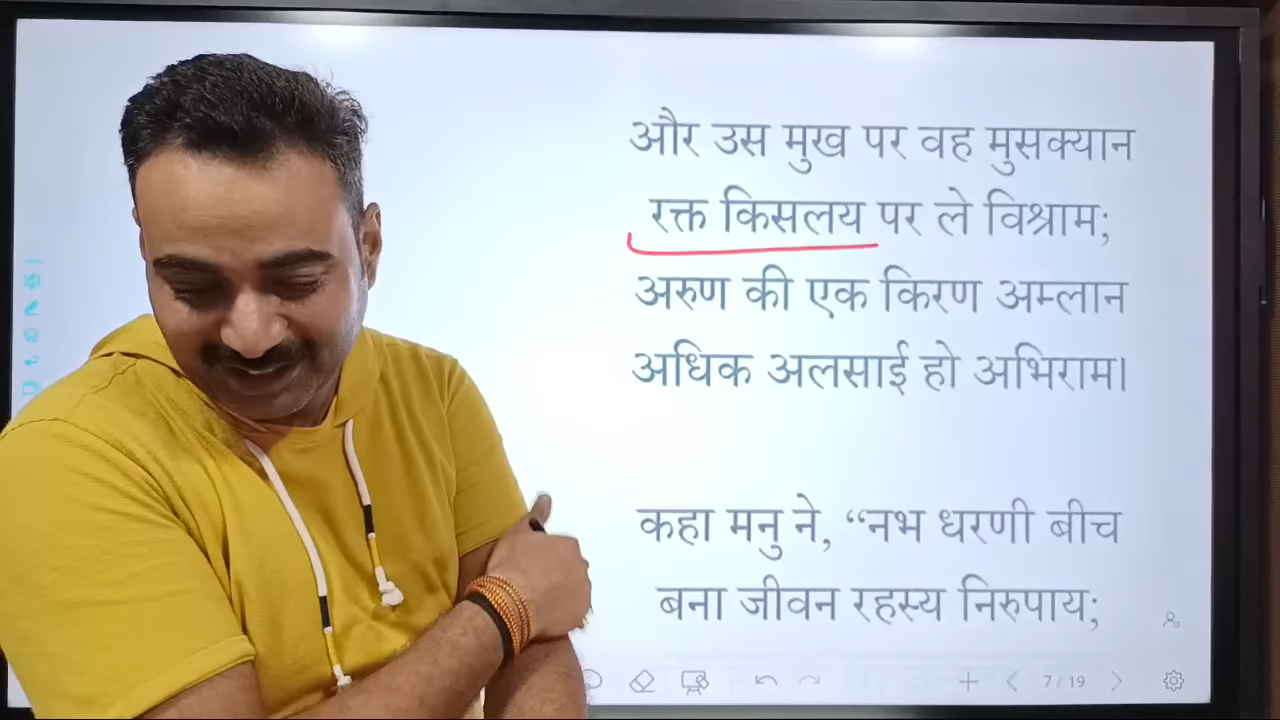 और उस मुख पर वह मुसक्यान
रक्त किसलय पर ले विश्राम;
अरुण की एक किरण अम्लान
अधिक अलसाई हो अभिराम।
कहा मनु ने, “नभ धरणी बीच
बना जीवन रहस्य निरुपाय;
7 / 19